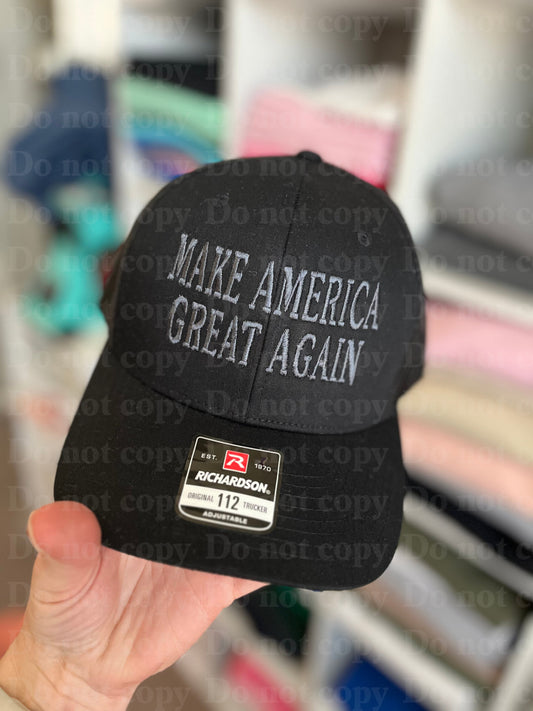 MAKE AMERICA
GREAT AGAIN
EST. R 1970
RICHARDSON®
ORIGINAL 112 TRUCKER
ADJUSTABLE
Do not copy